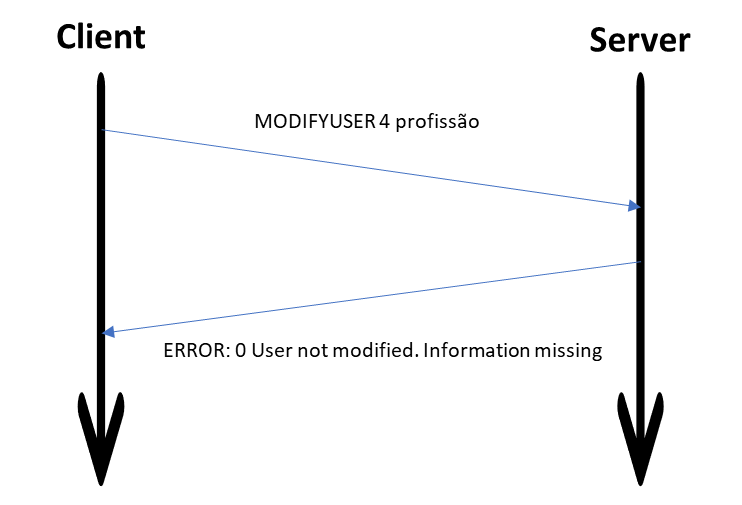 Client
Server
MODIFYUSER 4 profissão
ERROR: 0 User not modified. Information missing